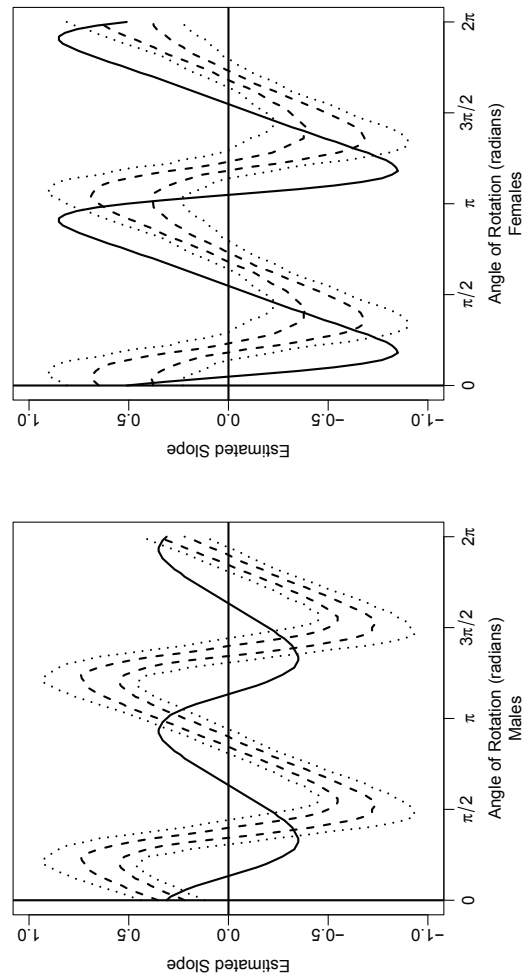 Estimated Slope
1.0
0.5
0.0
−0.5
−1.0
0
π/2
π
3π/2
2π
Angle of Rotation (radians)
Males
Estimated Slope
1.0
0.5
0.0
−0.5
−1.0
0
π/2
π
3π/2
2π
Angle of Rotation (radians)
Females